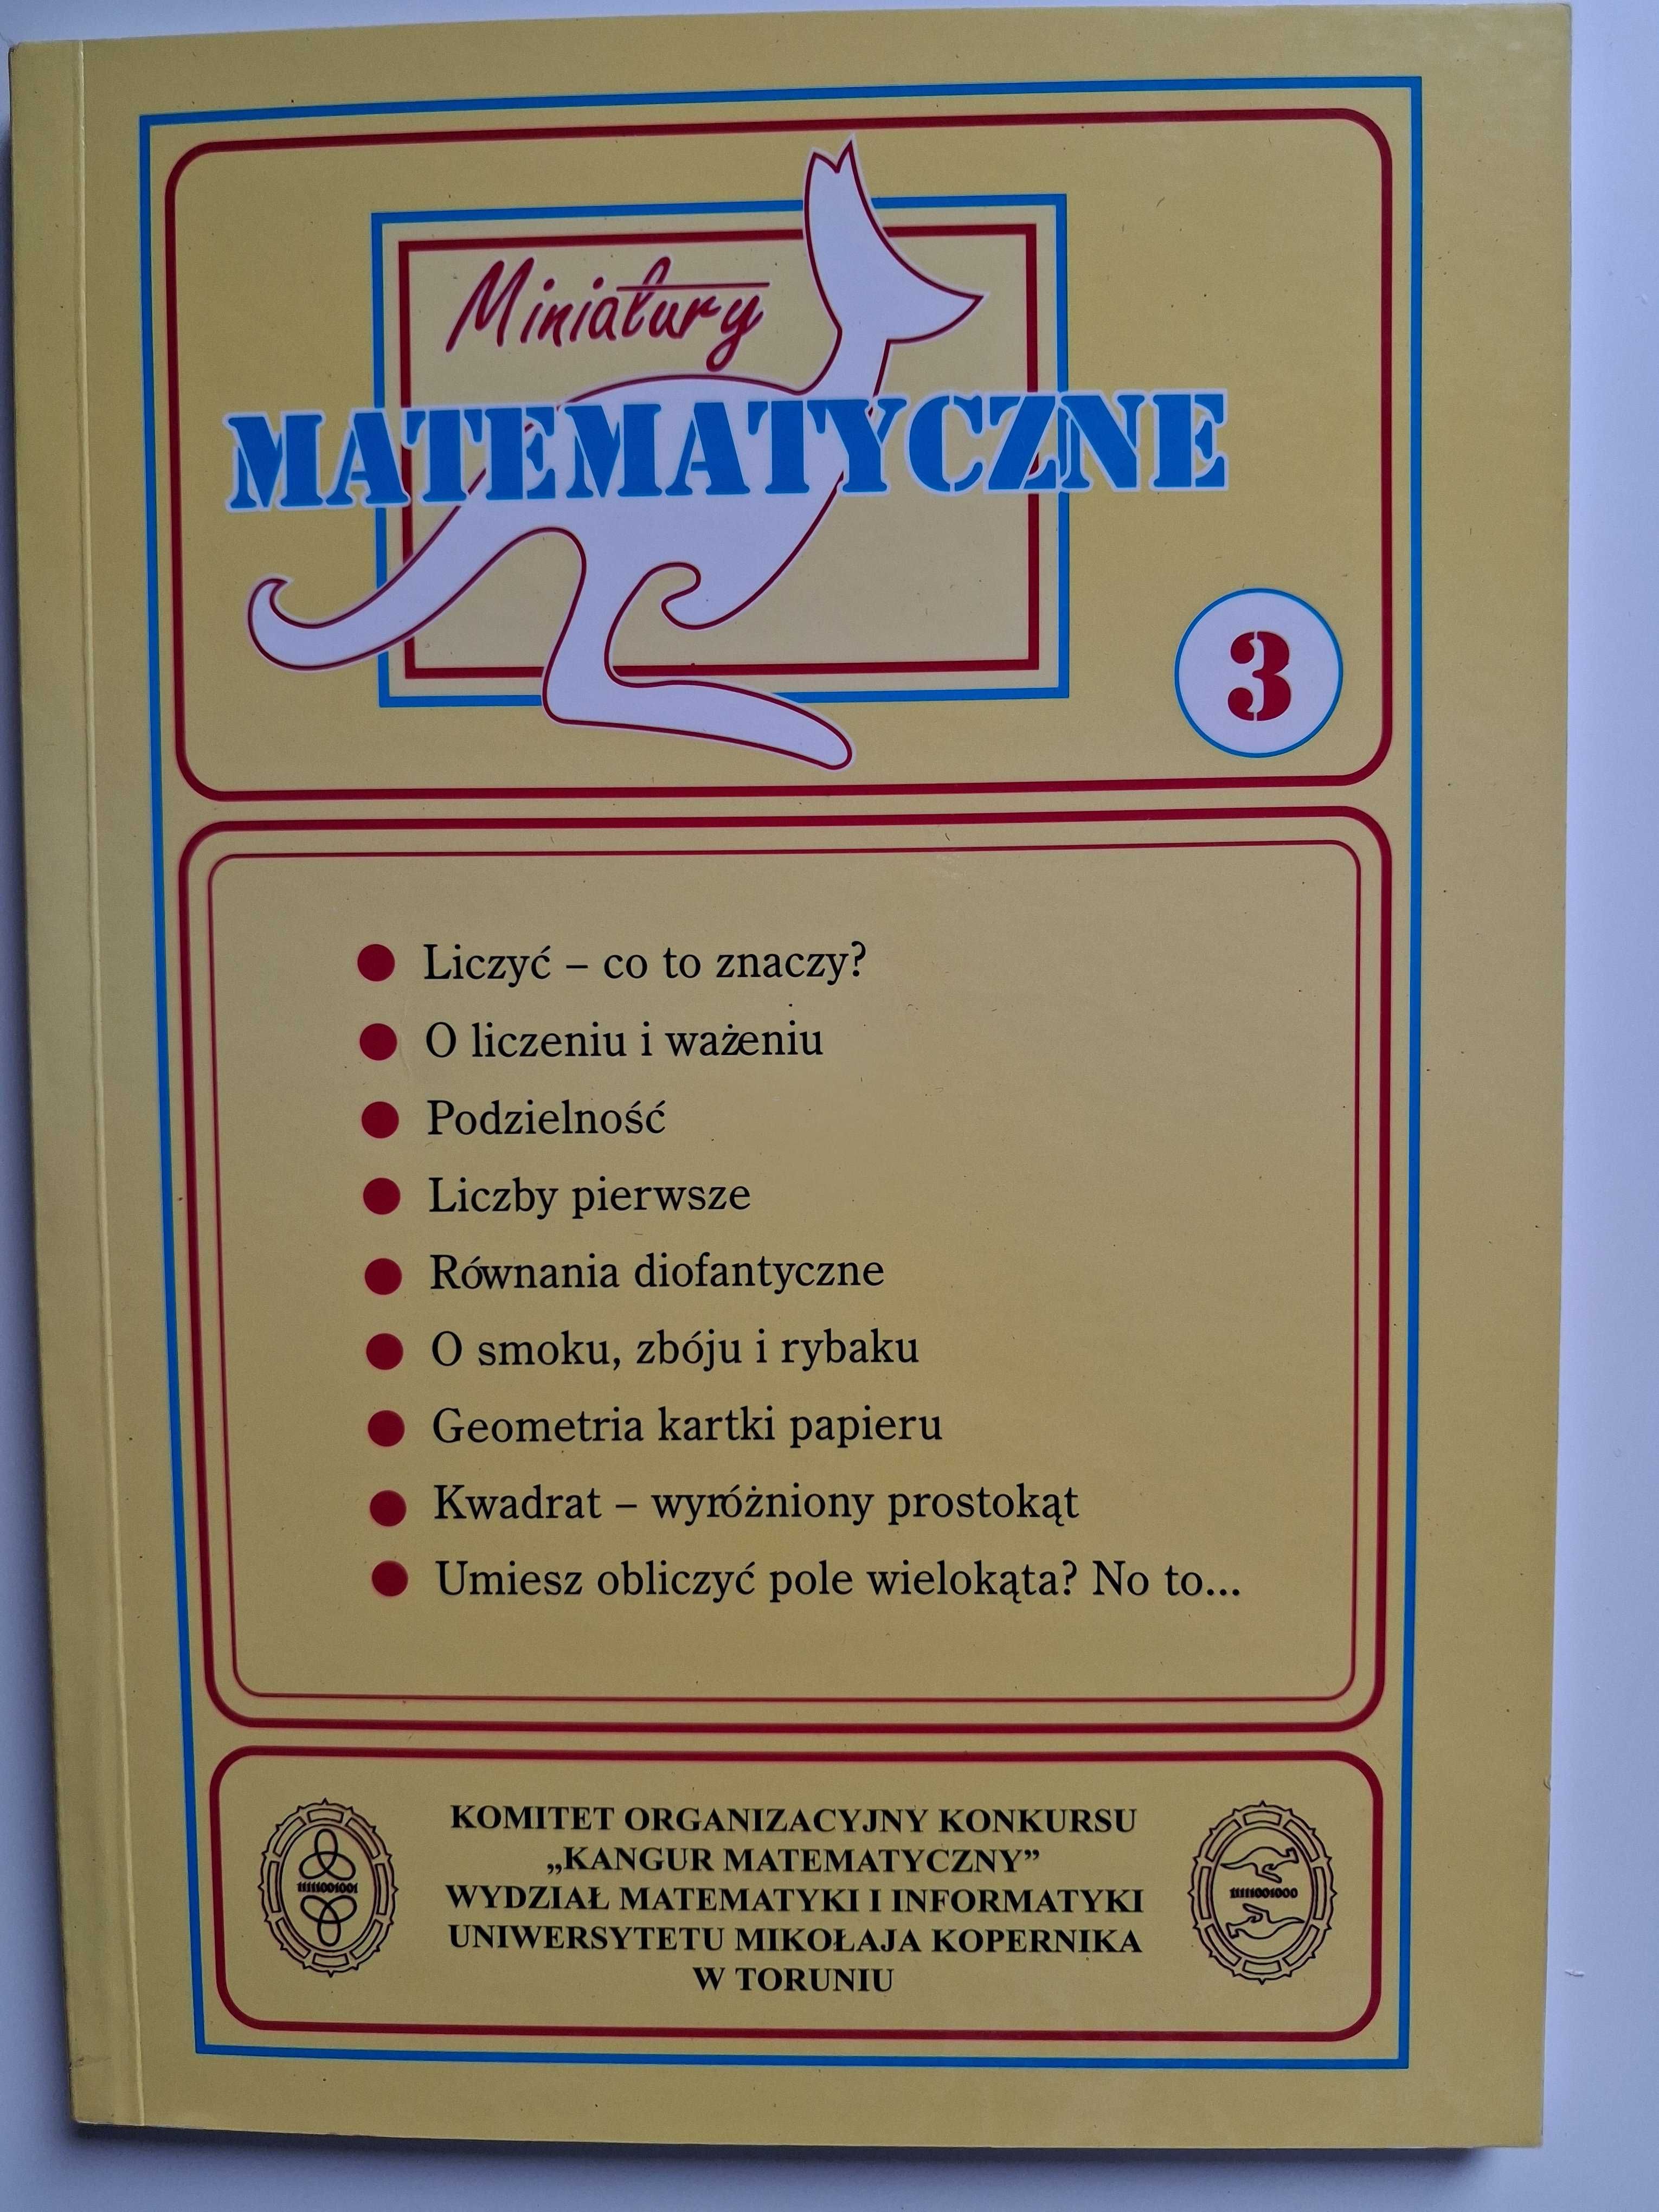 Miniatury
MATEMATYCZNE
3
Liczyć – co to znaczy?
O liczeniu i ważeniu
Podzielność
Liczby pierwsze
Równania diofantyczne
O smoku, zbóju i rybaku
Geometria kartki papieru
Kwadrat – wyróżniony prostokąt
Umiesz obliczyć pole wielokąta? No to...
KOMITET ORGANIZACYJNY KONKURSU
„KANGUR MATEMATYCZNY”
WYDZIAŁ MATEMATYKI I INFORMATYKI
UNIWERSYTETU MIKOŁAJA KOPERNIKA
W TORUNIU
11111001001
11111001000